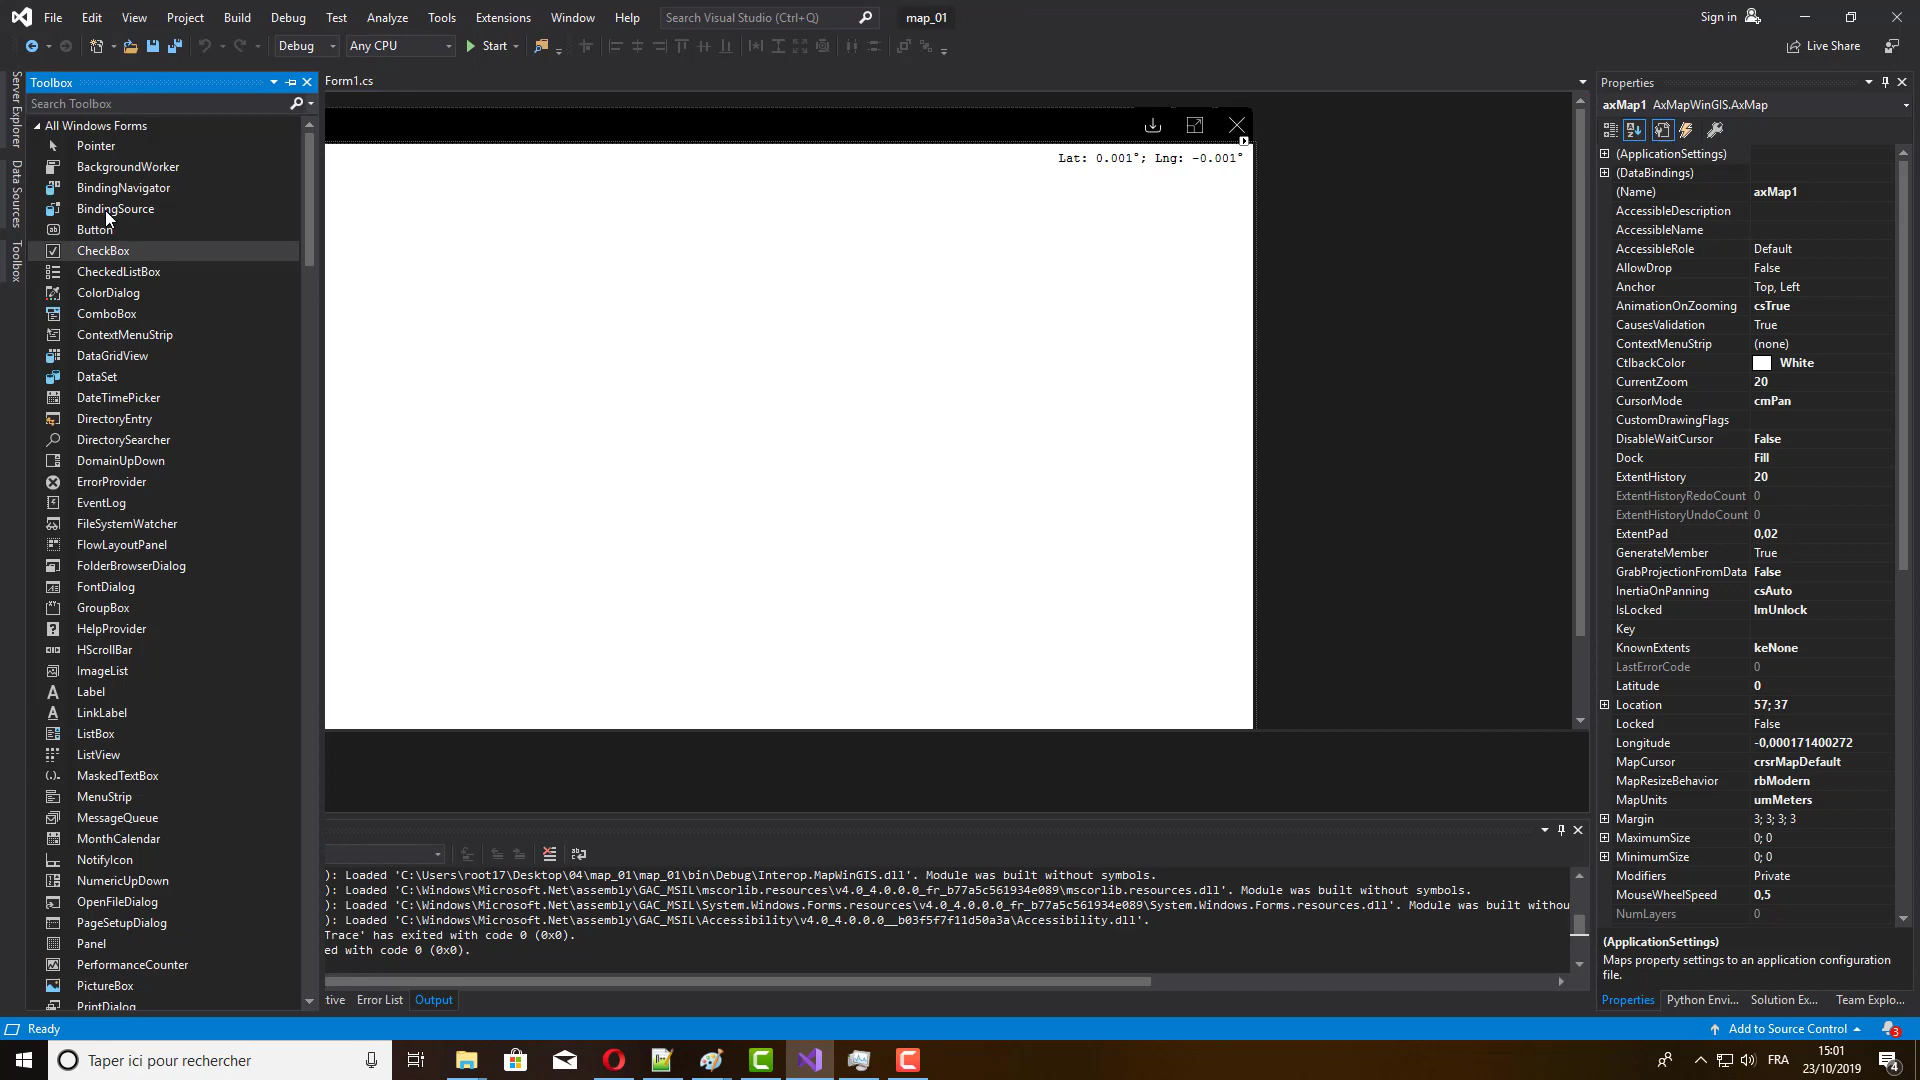 File Edit View Project Build Debug Test Analyze Tools Extensions Window Help Search Visual Studio (Ctrl+Q) map_01 Sign in
Debug Any CPU Start Live Share
Server Explorer
Data Sources
Toolbox
Toolbox
Search Toolbox
All Windows Forms
Pointer
BackgroundWorker
BindingNavigator
BindingSource
Button
CheckBox
CheckedListBox
ColorDialog
ComboBox
ContextMenuStrip
DataGridView
DataSet
DateTimePicker
DirectoryEntry
DirectorySearcher
DomainUpDown
ErrorProvider
EventLog
FileSystemWatcher
FlowLayoutPanel
FolderBrowserDialog
FontDialog
GroupBox
HelpProvider
HScrollBar
ImageList
Label
LinkLabel
ListBox
ListView
MaskedTextBox
MenuStrip
MessageQueue
MonthCalendar
NotifyIcon
NumericUpDown
OpenFileDialog
PageSetupDialog
Panel
PerformanceCounter
PictureBox
PrintDialog
Form1.cs
Lat: 0.001°; Lng: -0.001°
): Loaded 'C:\Users\root17\Desktop\04\map_01\map_01\bin\Debug\Interop.MapWinGIS.dll'. Module was built without symbols.
): Loaded 'C:\Windows\Microsoft.Net\assembly\GAC_MSIL\mscorlib.resources\v4.0_4.0.0.0_fr_b77a5c561934e089\mscorlib.resources.dll'. Module was built without symbols.
): Loaded 'C:\Windows\Microsoft.Net\assembly\GAC_MSIL\System.Windows.Forms.resources\v4.0_4.0.0.0_fr_b77a5c561934e089\System.Windows.Forms.resources.dll'. Module was built withou
): Loaded 'C:\Windows\Microsoft.Net\assembly\GAC_MSIL\Accessibility\v4.0_4.0.0.0__b03f5f7f11d50a3a\Accessibility.dll'.
Trace' has exited with code 0 (0x0).
ed with code 0 (0x0).
tive Error List Output
Properties
axMap1 AxMapWinGIS.AxMap
(ApplicationSettings)
(DataBindings)
(Name) axMap1
AccessibleDescription
AccessibleName
AccessibleRole Default
AllowDrop False
Anchor Top, Left
AnimationOnZooming csTrue
CausesValidation True
ContextMenuStrip (none)
CtlbackColor White
CurrentZoom 20
CursorMode cmPan
CustomDrawingFlags
DisableWaitCursor False
Dock Fill
ExtentHistory 20
ExtentHistoryRedoCount 0
ExtentHistoryUndoCount 0
ExtentPad 0,02
GenerateMember True
GrabProjectionFromData False
InertiaOnPanning csAuto
IsLocked lmUnlock
Key
KnownExtents keNone
LastErrorCode 0
Latitude 0
Location 57; 37
Locked False
Longitude -0,000171400272
MapCursor crsrMapDefault
MapResizeBehavior rbModern
MapUnits umMeters
Margin 3; 3; 3; 3
MaximumSize 0; 0
MinimumSize 0; 0
Modifiers Private
MouseWheelSpeed 0,5
NumLayers 0
(ApplicationSettings)
Maps property settings to an application configuration
file.
Properties Python Envi... Solution Ex... Team Explo...
Ready Add to Source Control 3
Taper ici pour rechercher FRA 15:01
23/10/2019 4